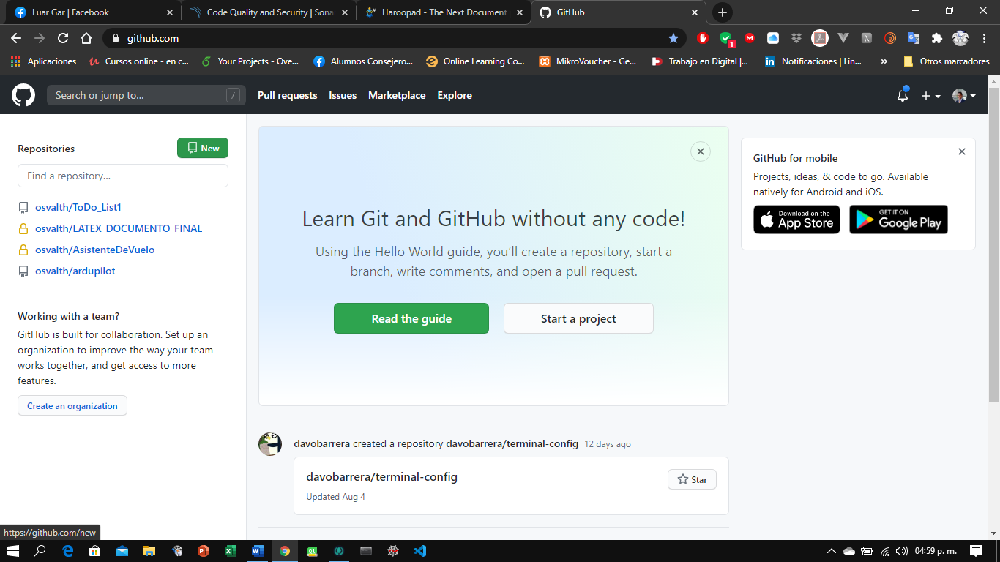 Luar Gar | Facebook
Code Quality and Security | Sona
Haroopad - The Next Document
GitHub
github.com
1
Aplicaciones
Cursos online - en c...
Your Projects - Ove...
Alumnos Consejero...
Online Learning Co...
MikroVoucher - Ge...
Trabajo en Digital |...
Notificaciones | Lin...
»
Otros marcadores
Search or jump to...
/
Pull requests
Issues
Marketplace
Explore
Repositories
New
Find a repository...
osvalth/ToDo_List1
osvalth/LATEX_DOCUMENTO_FINAL
osvalth/AsistenteDeVuelo
osvalth/ardupilot
Working with a team?
GitHub is built for collaboration. Set up an
organization to improve the way your team
works together, and get access to more
features.
Create an organization
Learn Git and GitHub without any code!
Using the Hello World guide, you’ll create a repository, start a
branch, write comments, and open a pull request.
Read the guide
Start a project
davobarrera created a repository davobarrera/terminal-config 12 days ago
davobarrera/terminal-config
Star
Updated Aug 4
GitHub for mobile
Projects, ideas, & code to go. Available
natively for Android and iOS.
Download on the
App Store
GET IT ON
Google Play
https://github.com/new
04:59 p. m.